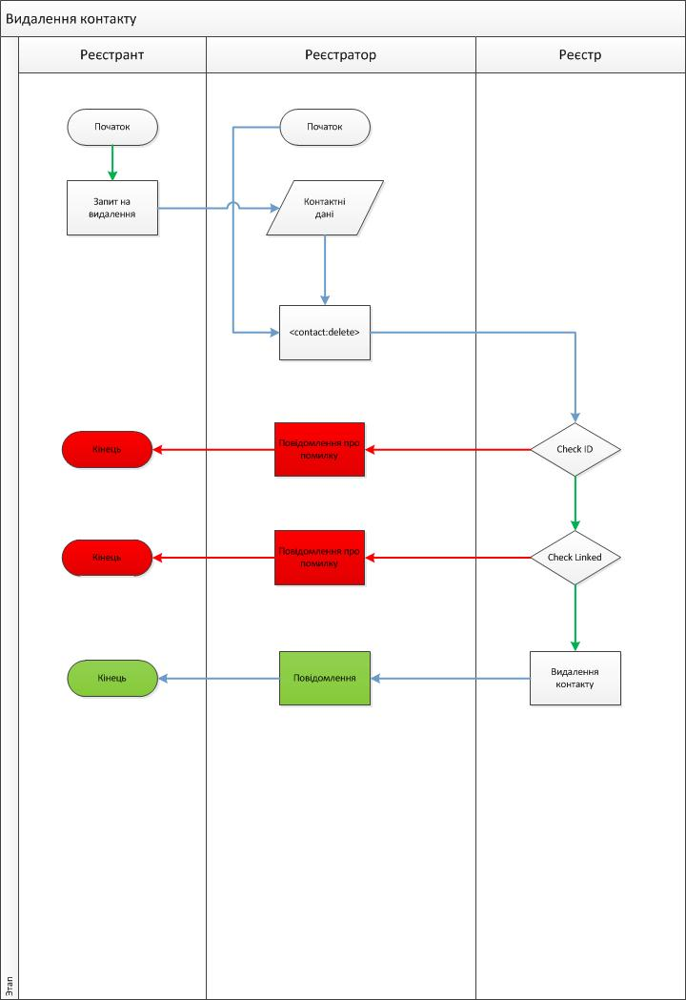 Видалення контакту
Реєстрант
Реєстратор
Реєстр
Початок
Початок
Запит на
видалення
Контактні
дані
<contact:delete>
Кінець
Повідомлення про
помилку
Check ID
Кінець
Повідомлення про
помилку
Check Linked
Кінець
Повідомлення
Видалення
контакту
Этап